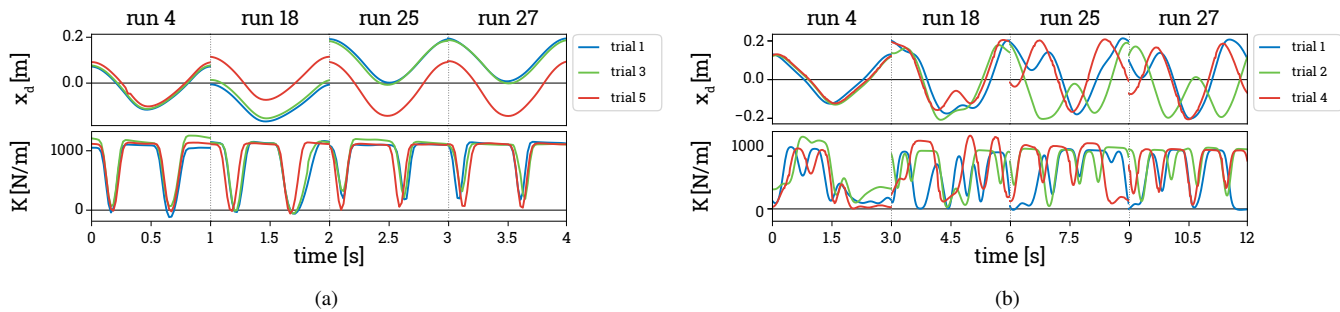 run 4 run 18 run 25 run 27
0.2
0.0
x_d[m]
trial 1
trial 3
trial 5
1000
0
K [N/m]
0 0.5 1 1.5 2 2.5 3 3.5 4
time [s]
(a)
run 4 run 18 run 25 run 27
0.2
0.0
−0.2
x_d[m]
trial 1
trial 2
trial 4
1000
0
K [N/m]
0 1.5 3.0 4.5 6 7.5 9 10.5 12
time [s]
(b)